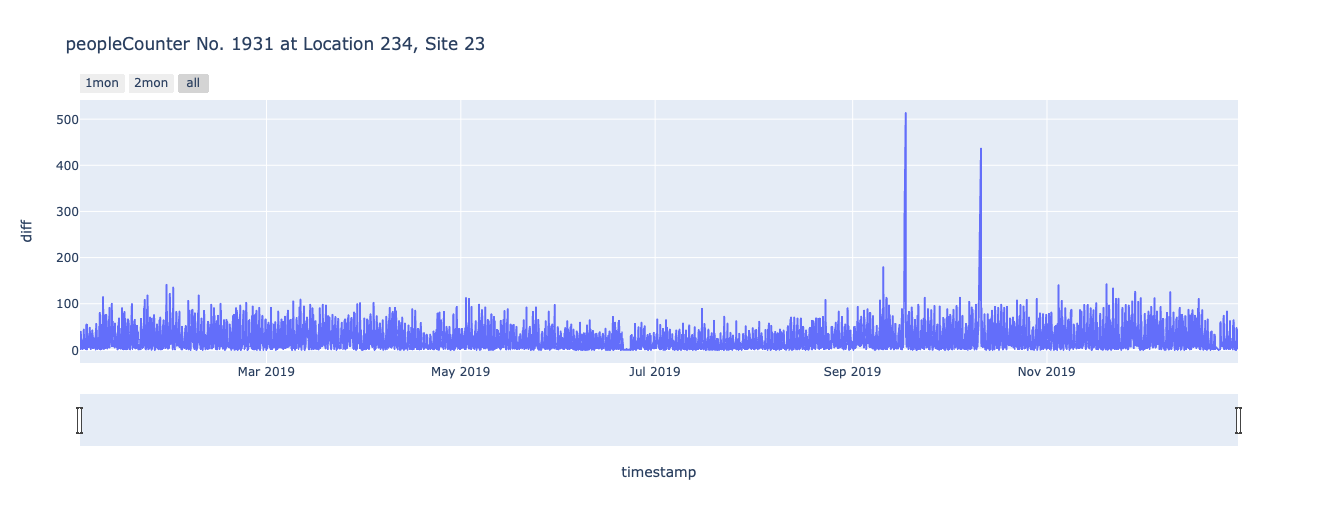 peopleCounter No. 1931 at Location 234, Site 23
1mon 2mon all
500
400
300
200
100
0
diff
Mar 2019 May 2019 Jul 2019 Sep 2019 Nov 2019
timestamp